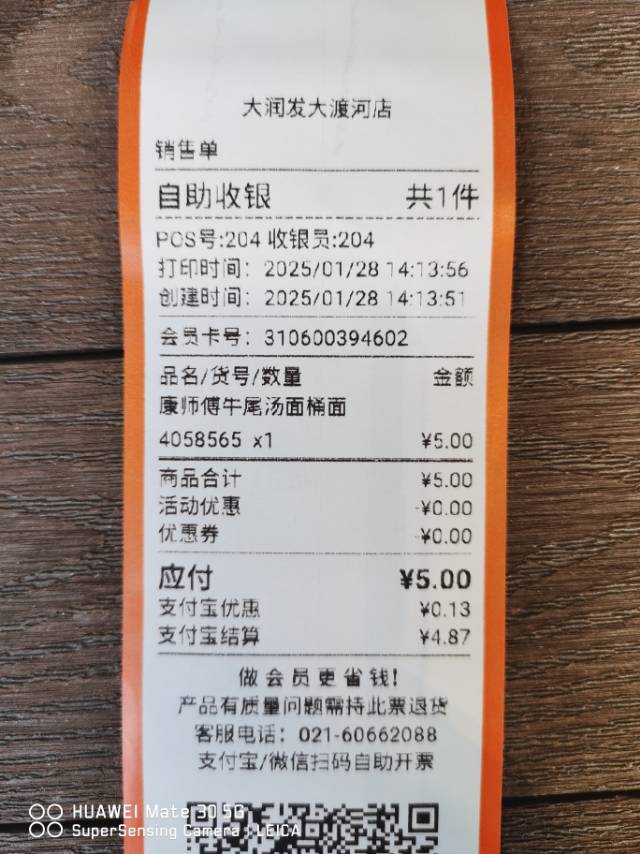 大润发大渡河店
销售单
自助收银 共1件
POS号:204 收银员:204
打印时间: 2025/01/28 14:13:56
创建时间: 2025/01/28 14:13:51
会员卡号: 310600394602
品名/货号/数量 金额
康师傅牛尾汤面桶面
4058565 x1 ¥5.00
商品合计 ¥5.00
活动优惠 -¥0.00
优惠券 -¥0.00
应付 ¥5.00
支付宝优惠 ¥0.13
支付宝结算 ¥4.87
做会员更省钱!
产品有质量问题需持此票退货
客服电话: 021-60662088
支付宝/微信扫码自助开票
HUAWEI Mate 30 5G
SuperSensing Camera | LEICA